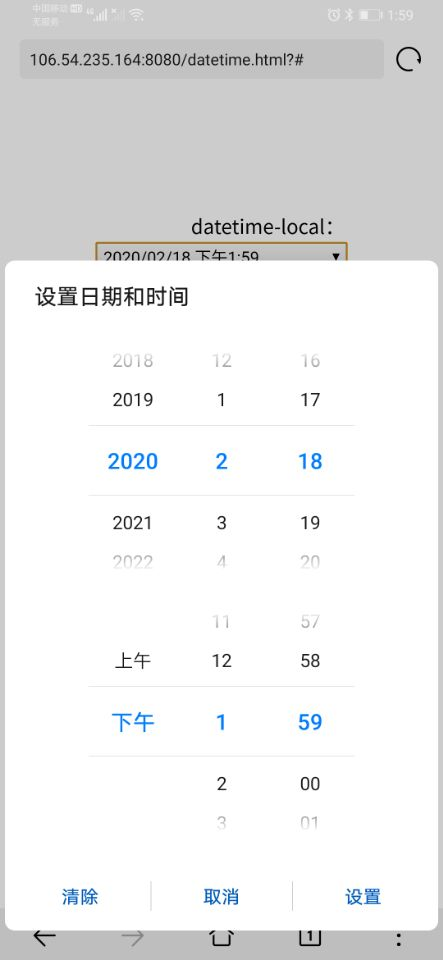 中国移动 HD 4G 1:59
无服务
106.54.235.164:8080/datetime.html?#
datetime-local：
2020/02/18 下午1:59
设置日期和时间
2018 12 16
2019 1 17
2020 2 18
2021 3 19
2022 4 20
11 57
上午 12 58
下午 1 59
2 00
3 01
清除 取消 设置
1